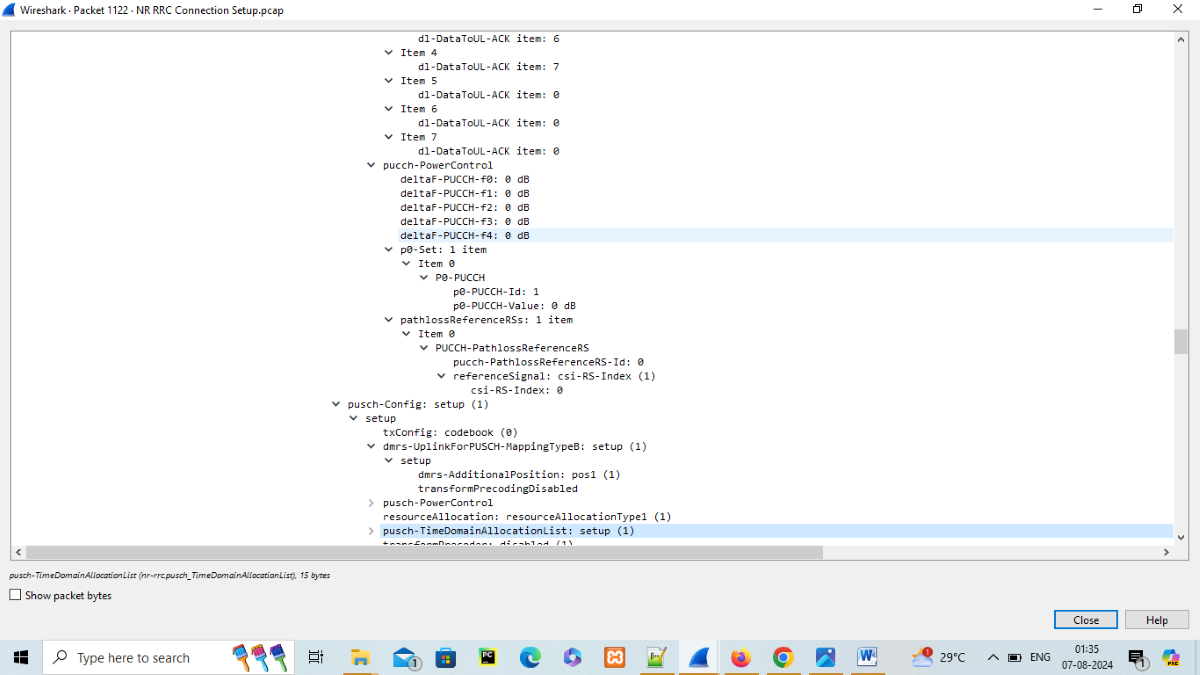 Wireshark · Packet 1122 · NR RRC Connection Setup.pcap
dl-DataToUL-ACK item: 6
Item 4
dl-DataToUL-ACK item: 7
Item 5
dl-DataToUL-ACK item: 0
Item 6
dl-DataToUL-ACK item: 0
Item 7
dl-DataToUL-ACK item: 0
pucch-PowerControl
deltaF-PUCCH-f0: 0 dB
deltaF-PUCCH-f1: 0 dB
deltaF-PUCCH-f2: 0 dB
deltaF-PUCCH-f3: 0 dB
deltaF-PUCCH-f4: 0 dB
p0-Set: 1 item
Item 0
P0-PUCCH
p0-PUCCH-Id: 1
p0-PUCCH-Value: 0 dB
pathlossReferenceRSs: 1 item
Item 0
PUCCH-PathlossReferenceRS
pucch-PathlossReferenceRS-Id: 0
referenceSignal: csi-RS-Index (1)
csi-RS-Index: 0
pusch-Config: setup (1)
setup
txConfig: codebook (0)
dmrs-UplinkForPUSCH-MappingTypeB: setup (1)
setup
dmrs-AdditionalPosition: pos1 (1)
transformPrecodingDisabled
pusch-PowerControl
resourceAllocation: resourceAllocationType1 (1)
pusch-TimeDomainAllocationList: setup (1)
transformPrecoder: disabled (1)
pusch-TimeDomainAllocationList (nr-rrc.pusch_TimeDomainAllocationList), 15 bytes
Show packet bytes
Close Help
Type here to search
1
PC
W
29°C
ENG
01:35
07-08-2024
1
PRE